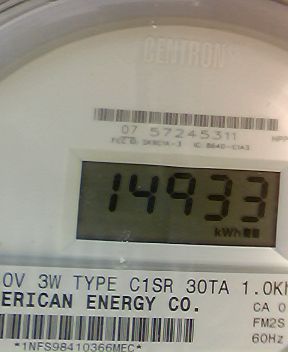 CENTRON
07 57245311
14933
kWh
0V 3W TYPE C1SR 30TA 1.0K
ERICAN ENERGY CO.
CA 0
FM2S
60Hz
*1NFS98410366MEC*